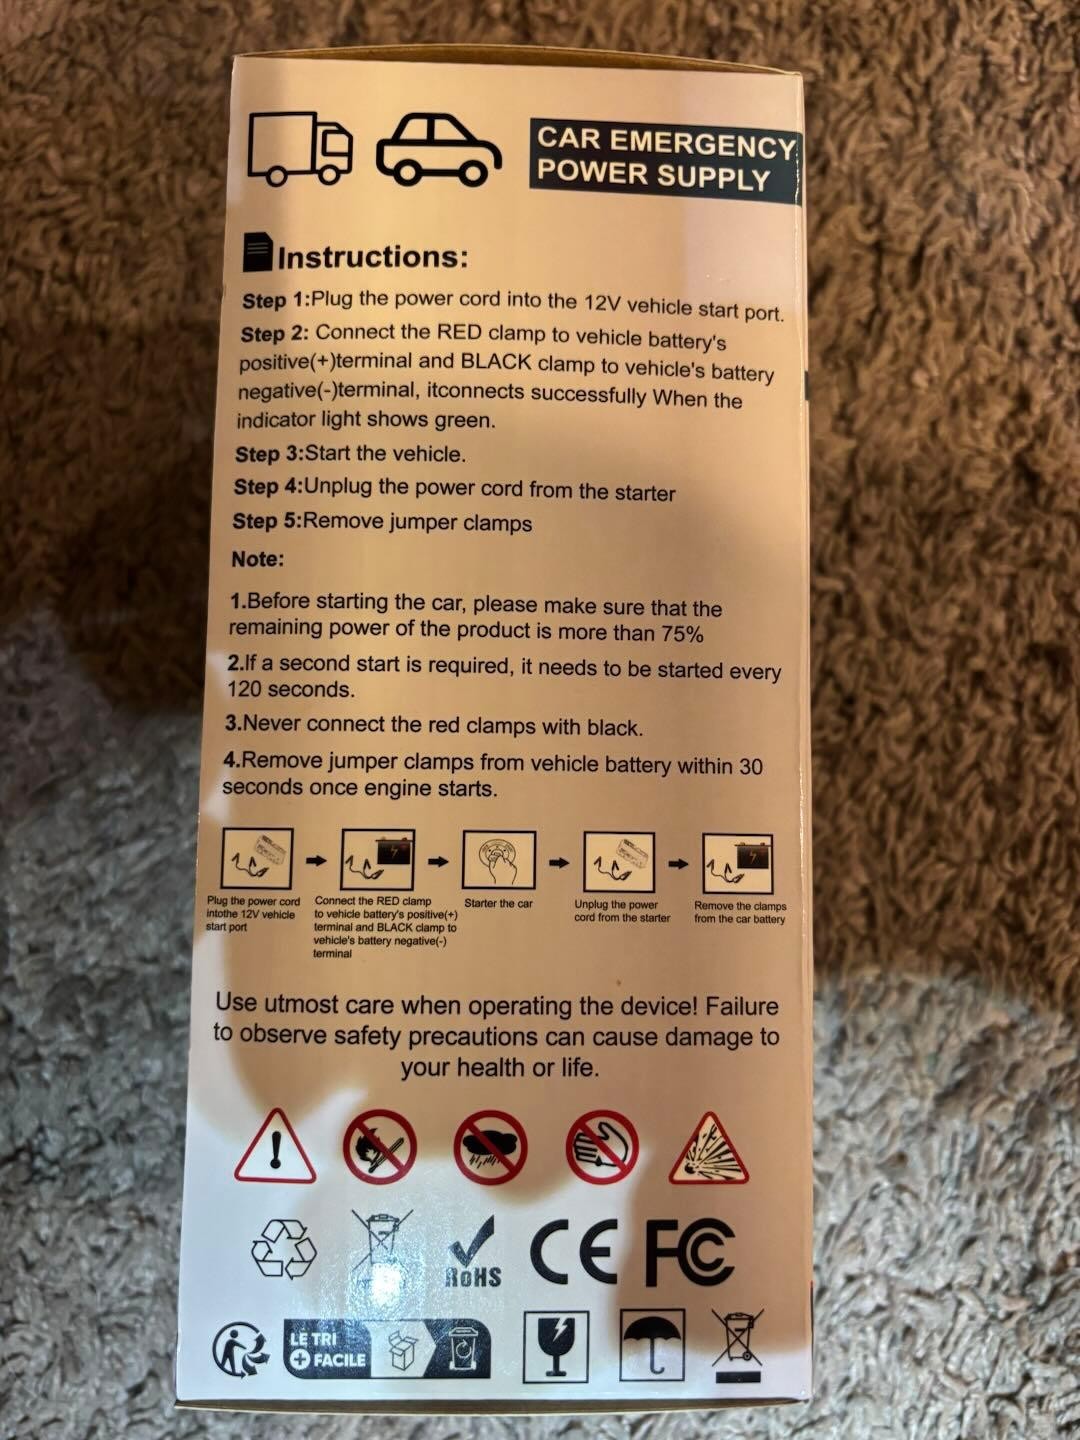 CAR EMERGENCY
POWER SUPPLY
Instructions:
Step 1:Plug the power cord into the 12V vehicle start port.
Step 2: Connect the RED clamp to vehicle battery's
positive(+)terminal and BLACK clamp to vehicle's battery
negative(-)terminal, itconnects successfully When the
indicator light shows green.
Step 3:Start the vehicle.
Step 4:Unplug the power cord from the starter
Step 5:Remove jumper clamps
Note:
1.Before starting the car, please make sure that the
remaining power of the product is more than 75%
2.If a second start is required, it needs to be started every
120 seconds.
3.Never connect the red clamps with black.
4.Remove jumper clamps from vehicle battery within 30
seconds once engine starts.
Plug the power cord
intothe 12V vehicle
start port
Connect the RED clamp
to vehicle battery's positive(+)
terminal and BLACK clamp to
vehicle's battery negative(-)
terminal
Starter the car
Unplug the power
cord from the starter
Remove the clamps
from the car battery
Use utmost care when operating the device! Failure
to observe safety precautions can cause damage to
your health or life.
RoHS
CE
FC
LE TRI
+ FACILE